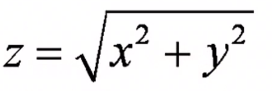 z = √(x² + y²)